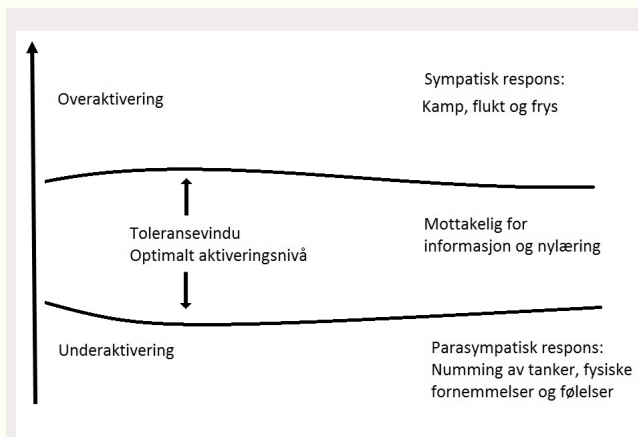 Overaktivering
Sympatisk respons:
Kamp, flukt og frys
Toleransevindu
Optimalt aktiveringsnivå
Mottakelig for
informasjon og nylæring
Underaktivering
Parasympatisk respons:
Numming av tanker, fysiske
fornemmelser og følelser